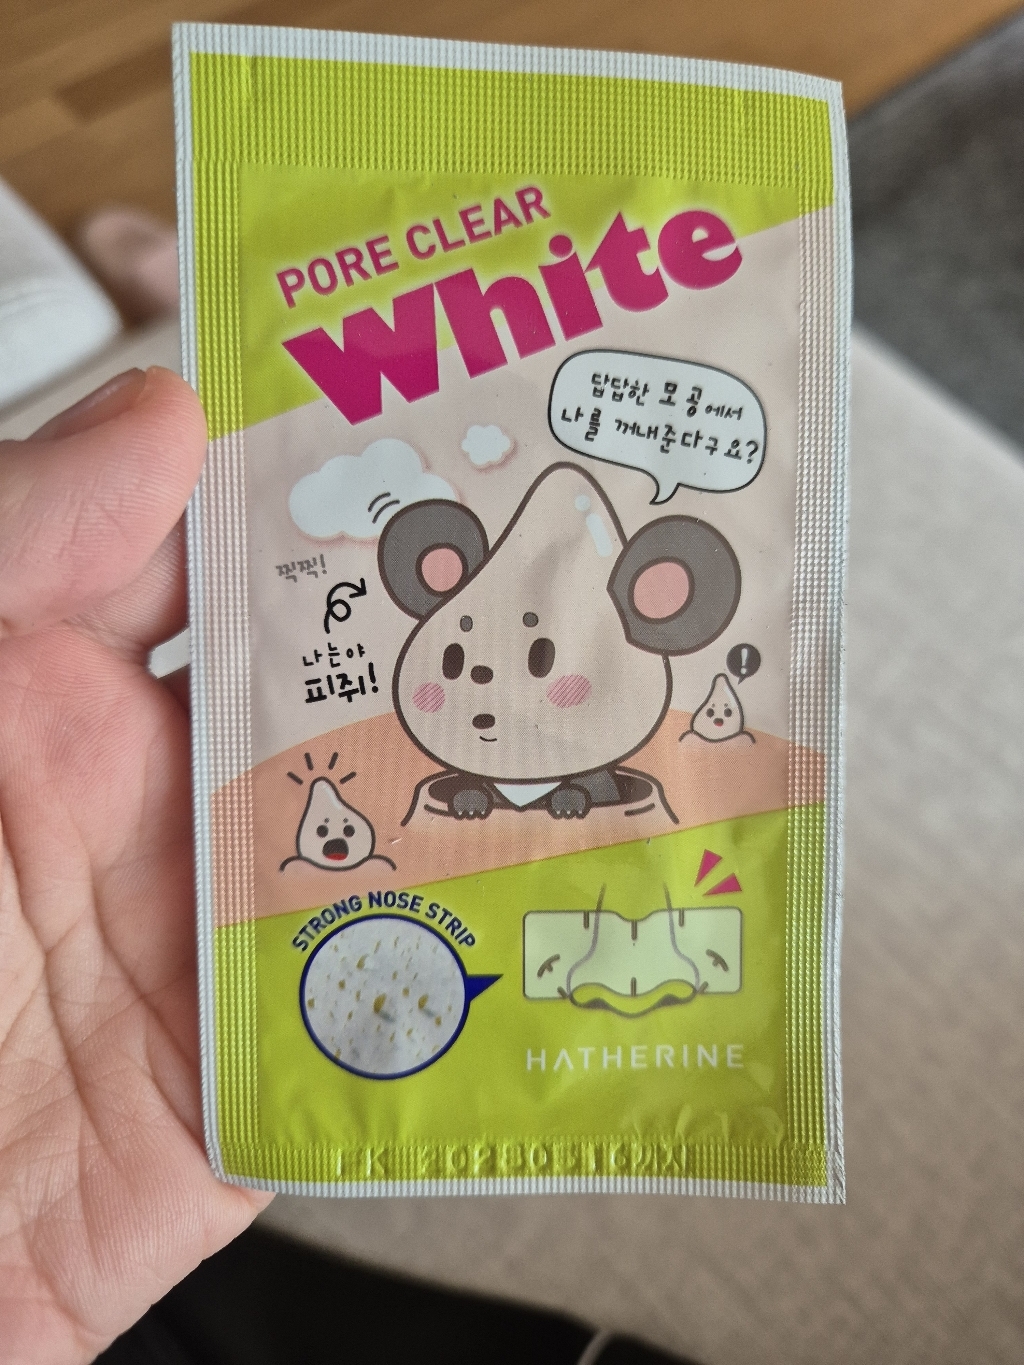 PORE CLEAR
White
답답한 모공에서
나를 꺼내준다구요?
찍찍!
나는야
피쥐!
!
STRONG NOSE STRIP
HATHERINE